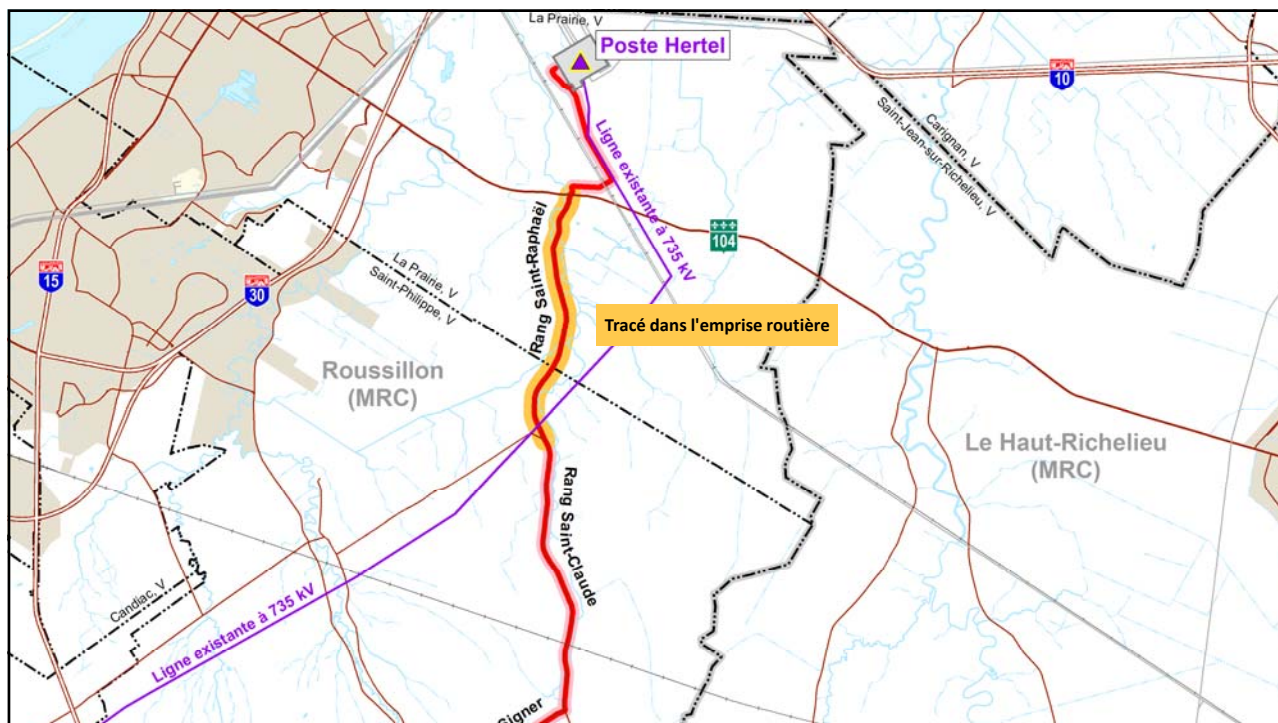 La Prairie, V
Poste Hertel
10
Carignan, V
Saint-Jean-sur-Richelieu, V
Ligne existante à 735 kV
Rang Saint-Raphaël
104
La Prairie, V
Saint-Philippe, V
15
30
Tracé dans l'emprise routière
Roussillon
(MRC)
Le Haut-Richelieu
(MRC)
Rang Saint-Claude
Candiac, V
Ligne existante à 735 kV
Signer